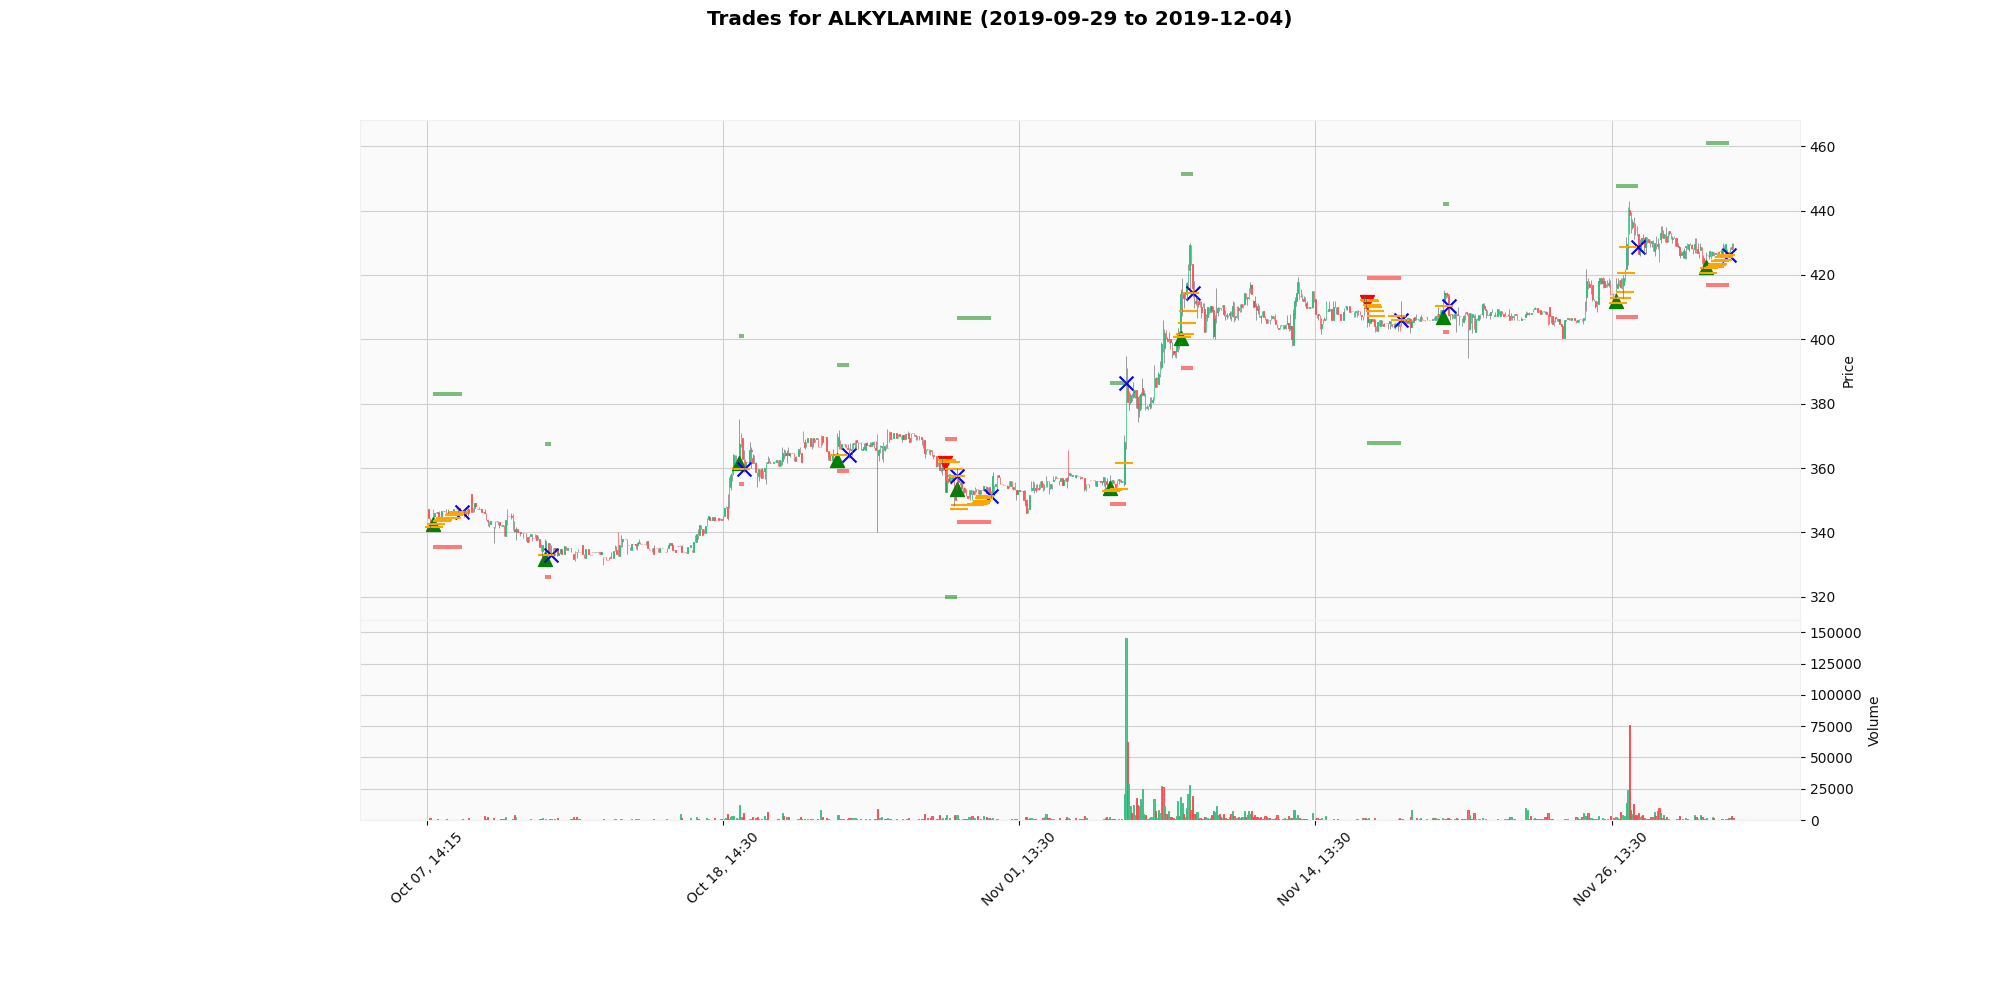 Trades for ALKYLAMINE (2019-09-29 to 2019-12-04)
460
440
420
400
380
360
340
320
Price
150000
125000
100000
75000
50000
25000
0
Volume
Oct 07, 14:15
Oct 18, 14:30
Nov 01, 13:30
Nov 14, 13:30
Nov 26, 13:30